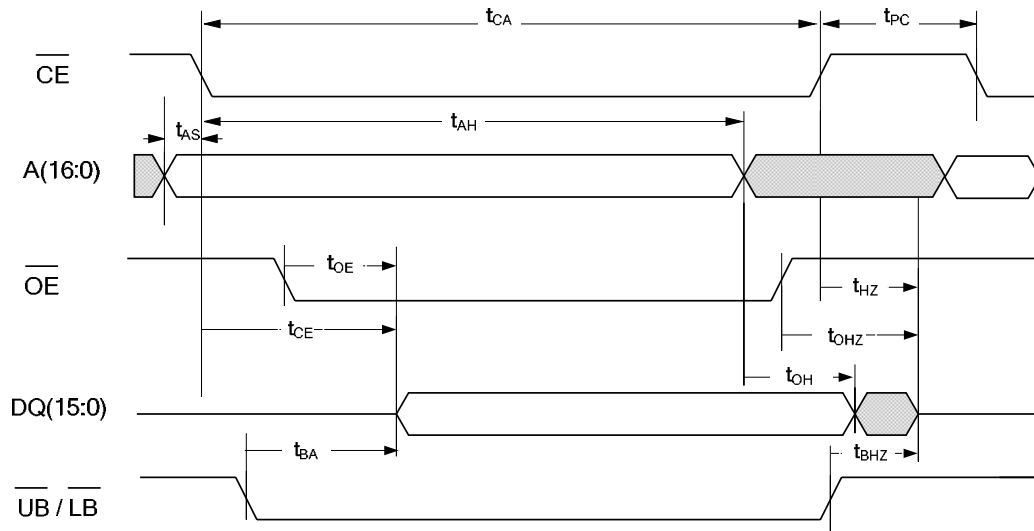 tCA
tPC
CE
tAS
tAH
A(16:0)
tOE
OE
tHZ
tCE
tOHZ
tOH
DQ(15:0)
tBA
tBHZ
UB / LB